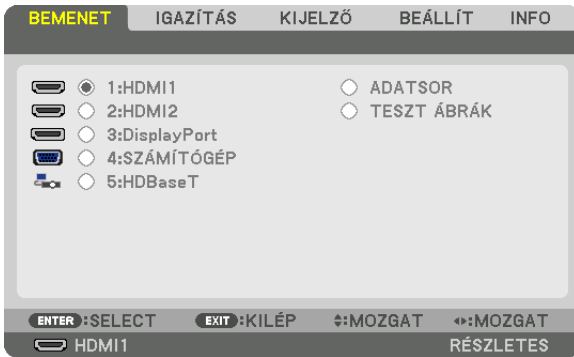 BEMENET IGAZÍTÁS KIJELZŐ BEÁLLÍT INFO
1:HDMI1 ADATSOR
2:HDMI2 TESZT ÁBRÁK
3:DisplayPort
4:SZÁMÍTÓGÉP
5:HDBaseT
ENTER :SELECT EXIT :KILÉP :MOZGAT :MOZGAT
HDMI1 RÉSZLETES